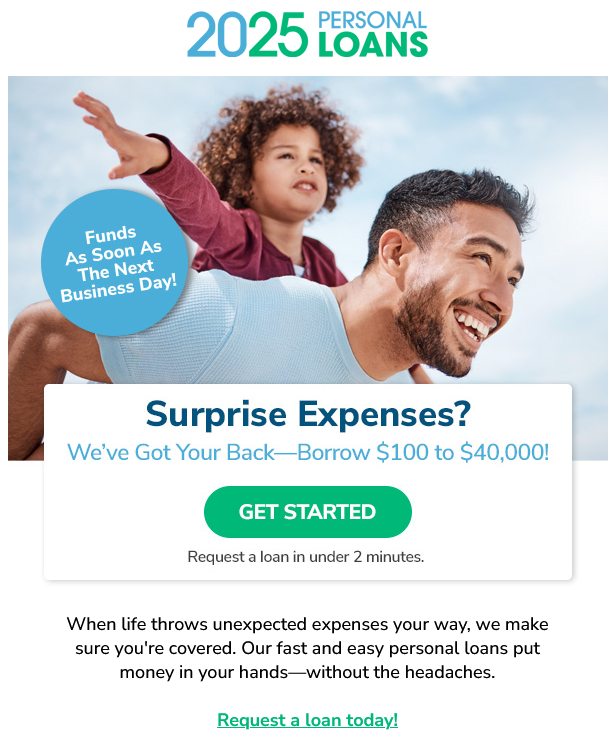 2025 PERSONAL
LOANS
Funds
As Soon As
The Next
Business Day!
Surprise Expenses?
We’ve Got Your Back—Borrow $100 to $40,000!
GET STARTED
Request a loan in under 2 minutes.
When life throws unexpected expenses your way, we make
sure you're covered. Our fast and easy personal loans put
money in your hands—without the headaches.
Request a loan today!